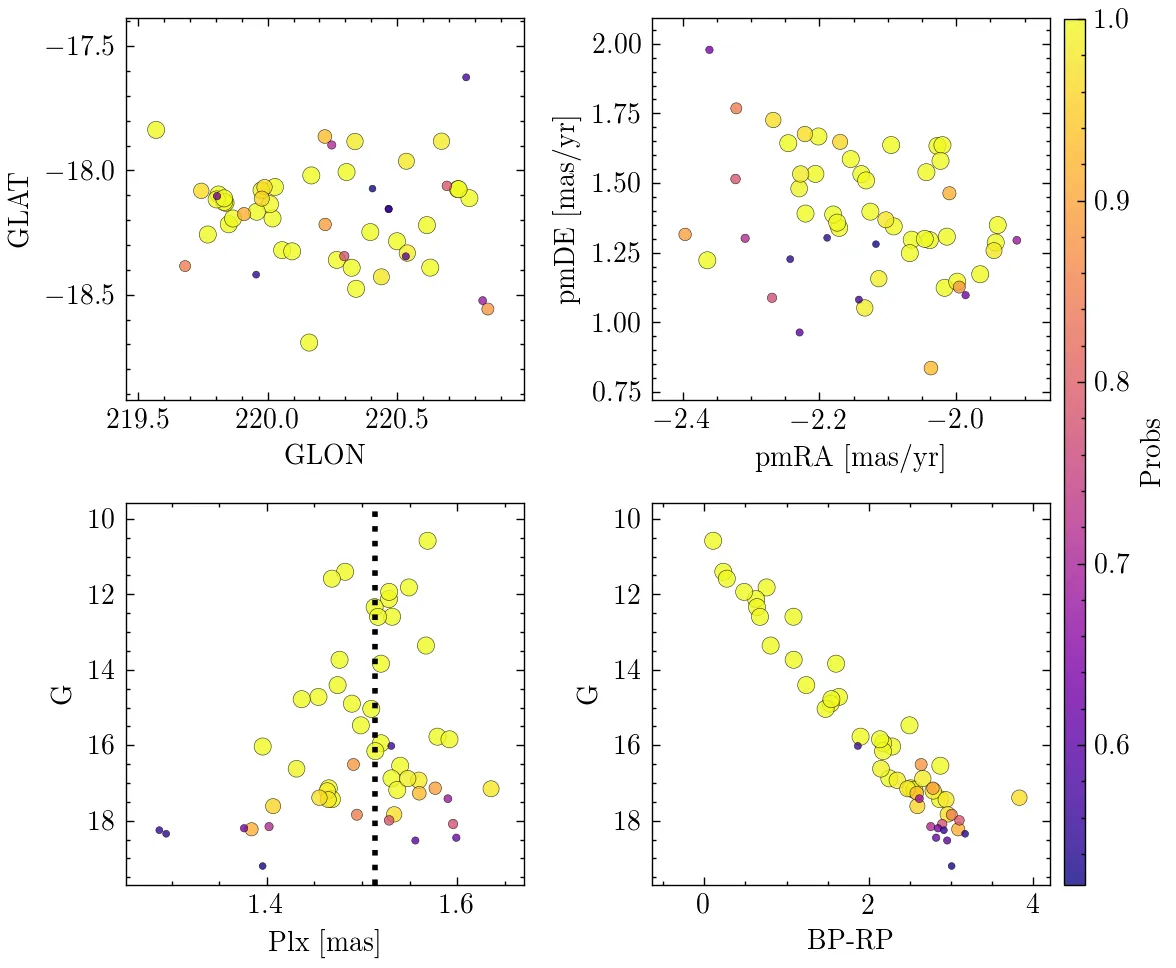 −17.5
−18.0
−18.5
GLAT
219.5 220.0 220.5
GLON
2.00
1.75
1.50
1.25
1.00
0.75
pmDE [mas/yr]
−2.4 −2.2 −2.0
pmRA [mas/yr]
10
12
14
16
18
G
1.4 1.6
Plx [mas]
10
12
14
16
18
G
0 2 4
BP-RP
1.0
0.9
0.8
0.7
0.6
Probs